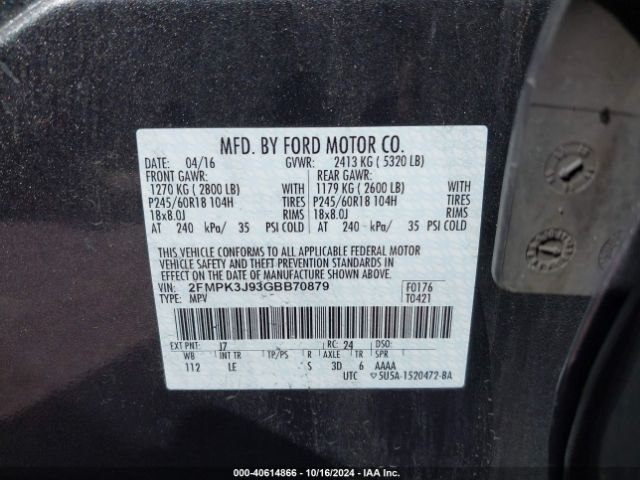 MFD. BY FORD MOTOR CO.
DATE: 04/16 GVWR: 2413 KG ( 5320 LB)
FRONT GAWR: REAR GAWR:
1270 KG ( 2800 LB) WITH 1179 KG ( 2600 LB) WITH
P245/60R18 104H TIRES P245/60R18 104H TIRES
18x8.0J RIMS 18x8.0J RIMS
AT 240 kPa/ 35 PSI COLD AT 240 kPa/ 35 PSI COLD
THIS VEHICLE CONFORMS TO ALL APPLICABLE FEDERAL MOTOR
VEHICLE SAFETY AND THEFT PREVENTION STANDARDS IN
EFFECT ON THE DATE OF MANUFACTURE SHOWN ABOVE.
VIN: 2FMPK3J93GBB70879 F0176
TYPE: MPV T0421
EXT PNT: J7 RC: 24 DSO:
WB INT TR TP/PS R AXLE TR SPR
112 LE S 3D 6 AAAA
UTC 5U5A-1520472-BA
000-40614866 - 10/16/2024 - IAA Inc.